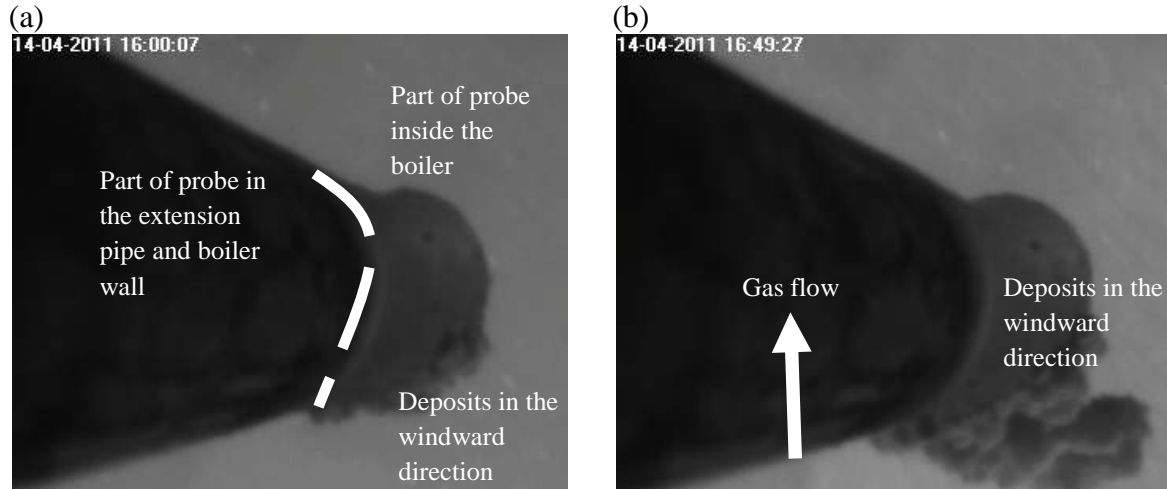 (a)
14-04-2011 16:00:07
Part of probe
inside the
boiler
Part of probe in
the extension
pipe and boiler
wall
Deposits in the
windward
direction
(b)
14-04-2011 16:49:27
Gas flow
Deposits in the
windward
direction